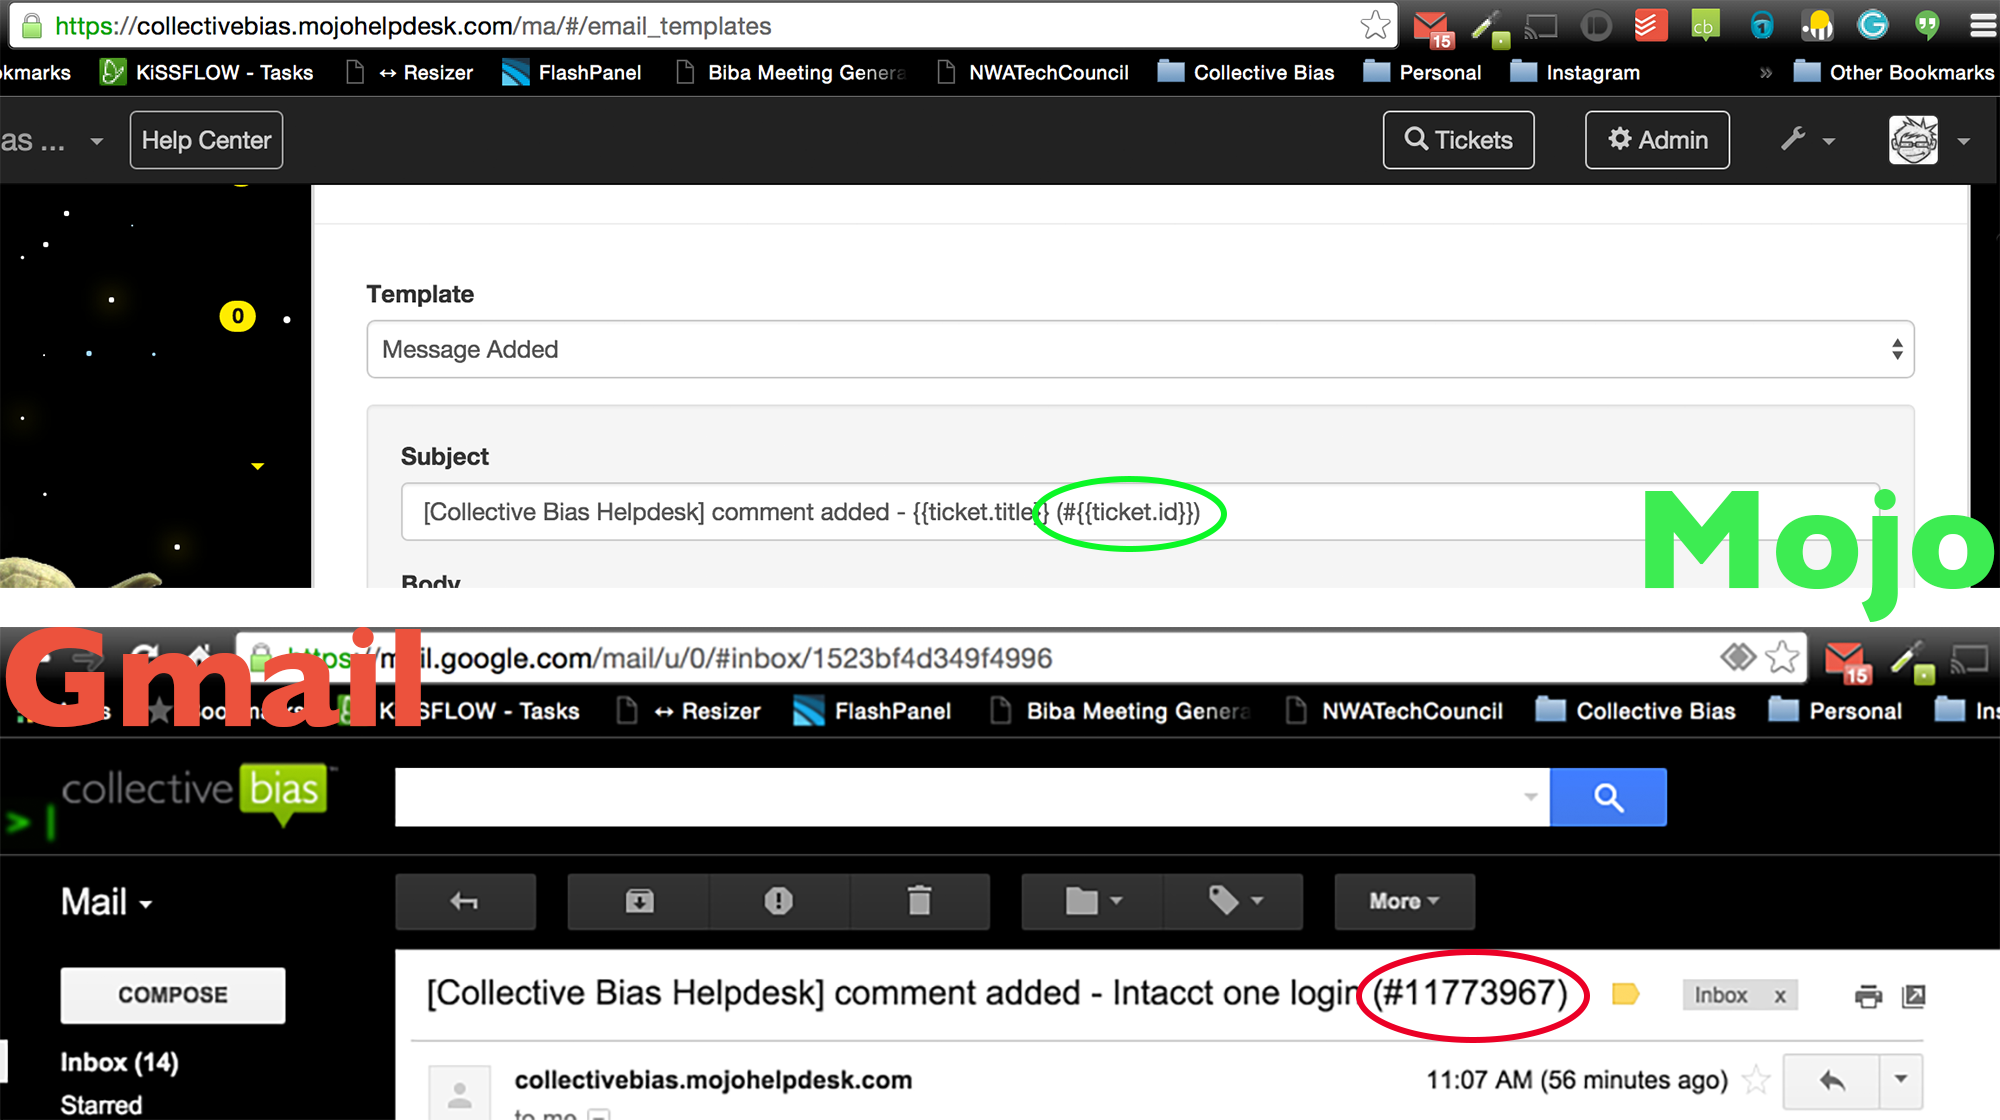 https://collectivebias.mojohelpdesk.com/ma/#/email_templates
15
cb
kmarks KiSSFLOW - Tasks ↔ Resizer FlashPanel Biba Meeting Genera NWATechCouncil Collective Bias Personal Instagram » Other Bookmarks
as ... Help Center Tickets Admin
Template
0
Message Added
Subject
[Collective Bias Helpdesk] comment added - {{ticket.title}} (#{{ticket.id}})
Mojo
Body
Gmail
https://mail.google.com/mail/u/0/#inbox/1523bf4d349f4996
15
Bookmarks KiSSFLOW - Tasks ↔ Resizer FlashPanel Biba Meeting Genera NWATechCouncil Collective Bias Personal Ins
collective bias
> |
Mail
More
COMPOSE
[Collective Bias Helpdesk] comment added - Intacct one login (#11773967)
Inbox x
Inbox (14)
collectivebias.mojohelpdesk.com 11:07 AM (56 minutes ago)
Starred
to me